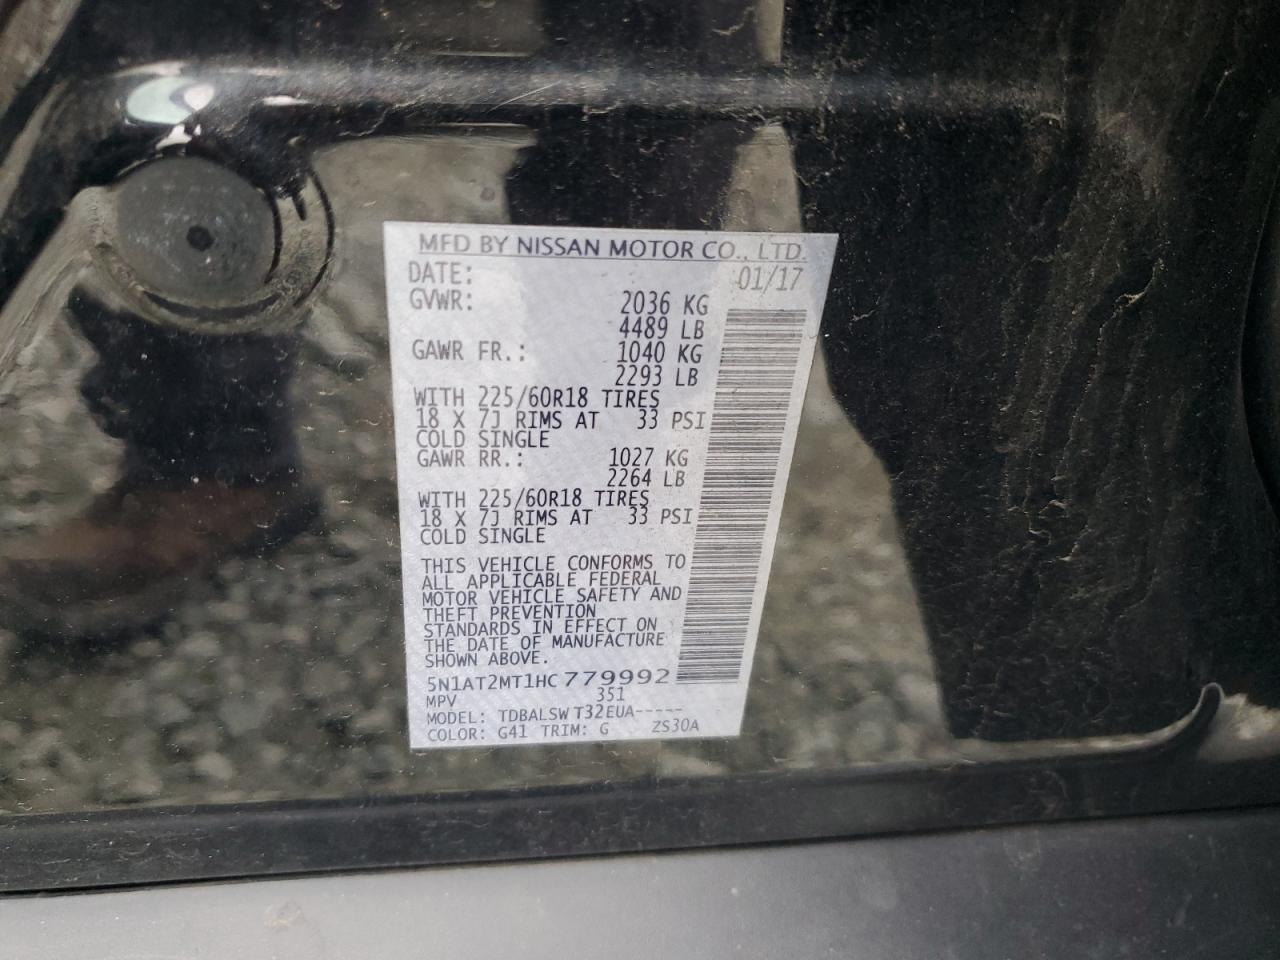 MFD BY NISSAN MOTOR CO., LTD.
DATE: 01/17
GVWR: 2036 KG
4489 LB
GAWR FR.: 1040 KG
2293 LB
WITH 225/60R18 TIRES
18 X 7J RIMS AT 33 PSI
COLD SINGLE
GAWR RR.: 1027 KG
2264 LB
WITH 225/60R18 TIRES
18 X 7J RIMS AT 33 PSI
COLD SINGLE
THIS VEHICLE CONFORMS TO
ALL APPLICABLE FEDERAL
MOTOR VEHICLE SAFETY AND
THEFT PREVENTION
STANDARDS IN EFFECT ON
THE DATE OF MANUFACTURE
SHOWN ABOVE.
5N1AT2MT1HC779992
MPV 351
MODEL: TDBALSW T32EUA-----
COLOR: G41 TRIM: G ZS30A